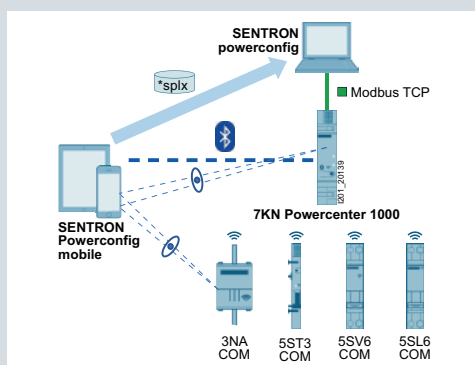 SENTRON
powerconfig
*splx
Modbus TCP
I201_20139
7KN Powercenter 1000
SENTRON
Powerconfig
mobile
3NA
COM
5ST3
COM
5SV6
COM
5SL6
COM